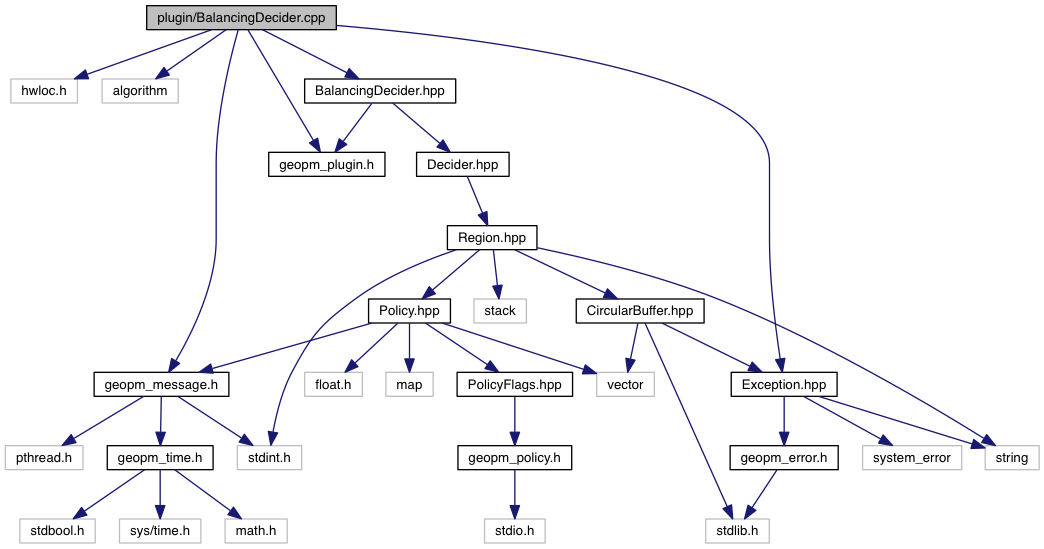 plugin/BalancingDecider.cpp
hwloc.h
algorithm
BalancingDecider.hpp
geopm_plugin.h
Decider.hpp
Region.hpp
Policy.hpp
stack
CircularBuffer.hpp
geopm_message.h
float.h
map
PolicyFlags.hpp
vector
Exception.hpp
pthread.h
geopm_time.h
stdint.h
geopm_policy.h
geopm_error.h
system_error
string
stdbool.h
sys/time.h
math.h
stdio.h
stdlib.h